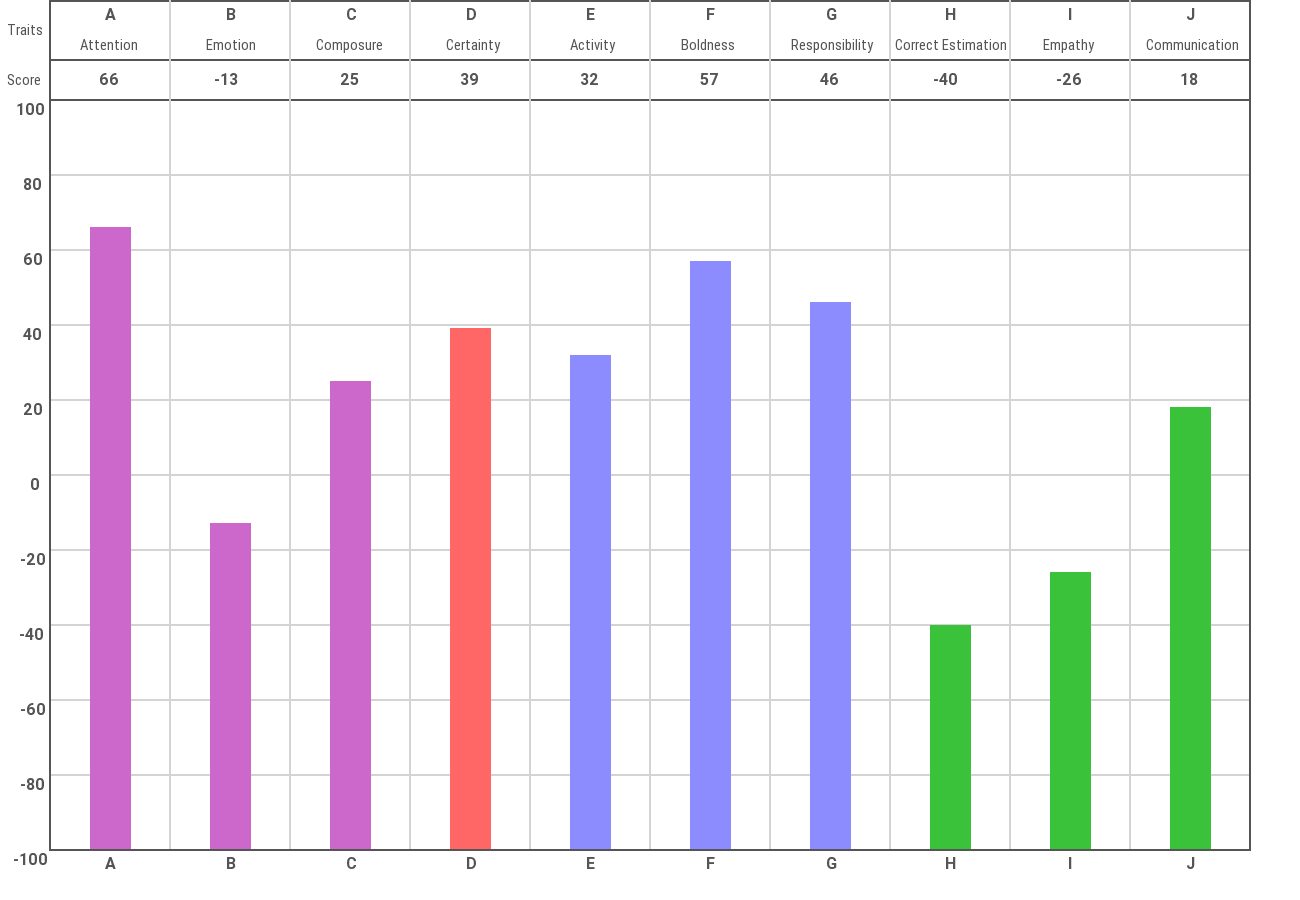 Traits A B C D E F G H I J
Attention Emotion Composure Certainty Activity Boldness Responsibility Correct Estimation Empathy Communication
Score 66 -13 25 39 32 57 46 -40 -26 18
100
80
60
40
20
0
-20
-40
-60
-80
-100
A B C D E F G H I J